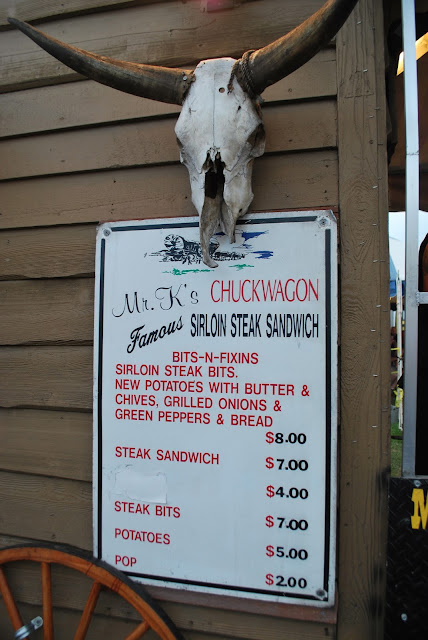 Mr. K's CHUCKWAGON
Famous SIRLOIN STEAK SANDWICH
BITS-N-FIXINS
SIRLOIN STEAK BITS.
NEW POTATOES WITH BUTTER &
CHIVES, GRILLED ONIONS &
GREEN PEPPERS & BREAD
$8.00
STEAK SANDWICH $7.00
$4.00
STEAK BITS $7.00
POTATOES $5.00
POP $2.00
M